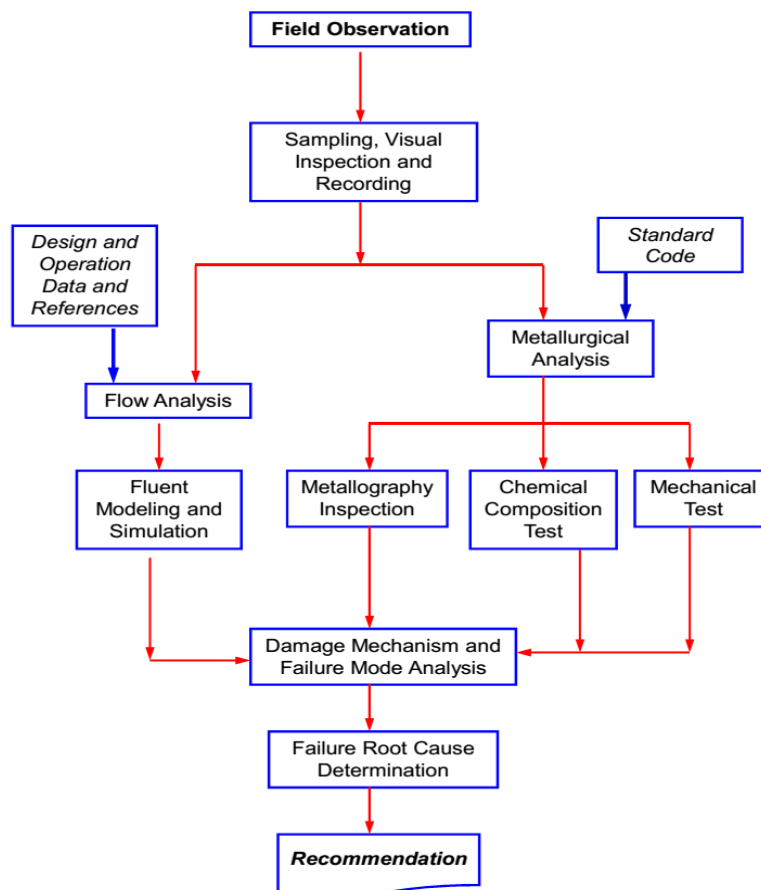 Field Observation
Sampling, Visual
Inspection and
Recording
Design and
Operation
Data and
References
Standard
Code
Metallurgical
Analysis
Flow Analysis
Fluent
Modeling and
Simulation
Metallography
Inspection
Chemical
Composition
Test
Mechanical
Test
Damage Mechanism and
Failure Mode Analysis
Failure Root Cause
Determination
Recommendation